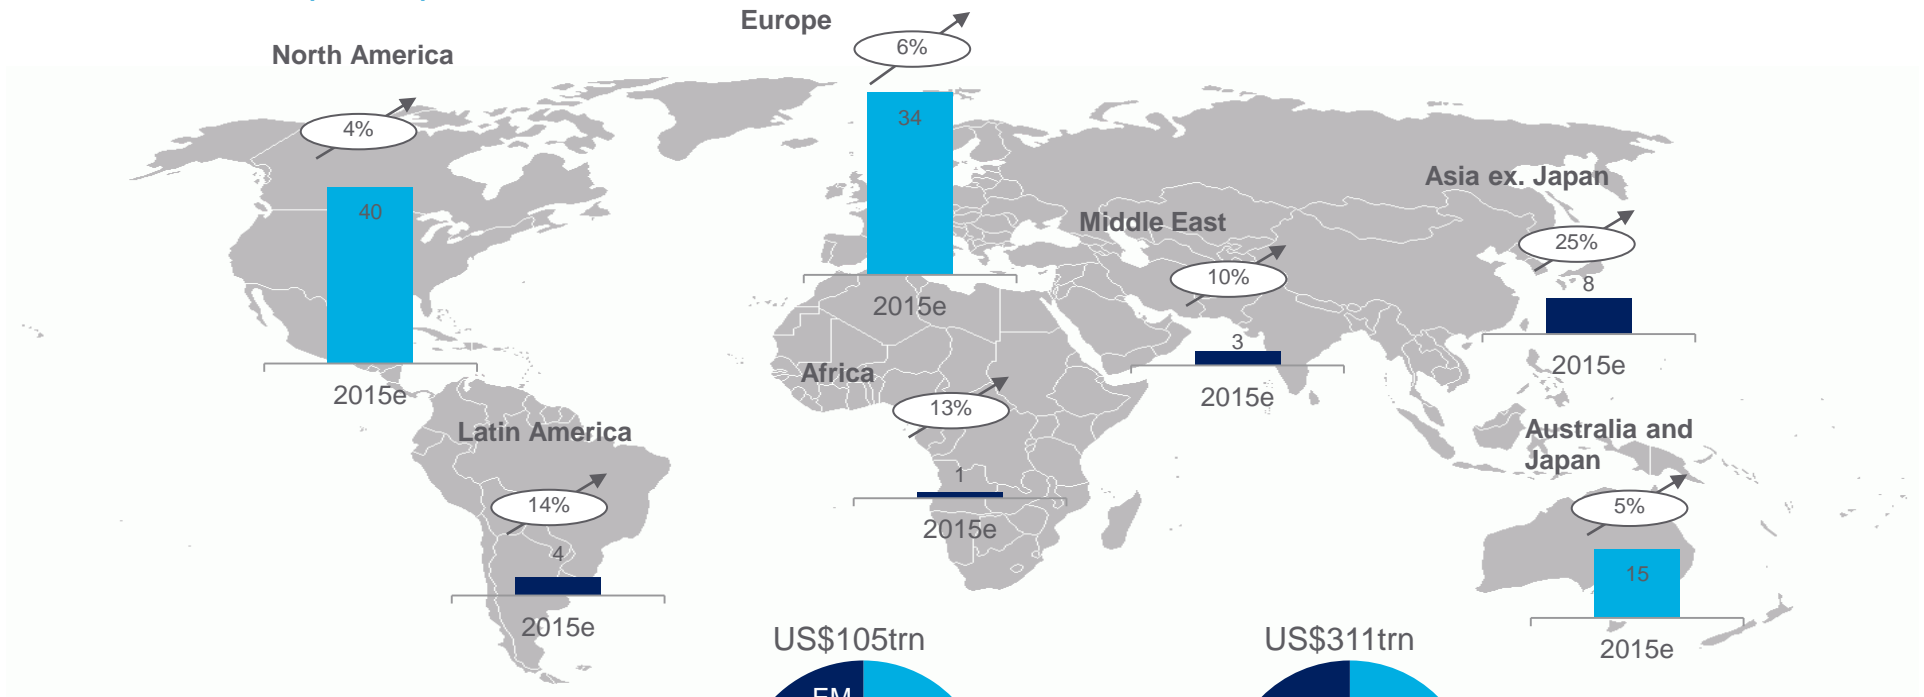 Europe
6%
34
2015e
North America
4%
40
2015e
Asia ex. Japan
25%
8
2015e
Middle East
10%
3
2015e
Africa
13%
1
2015e
Latin America
14%
4
2015e
Australia and
Japan
5%
15
2015e
US$105trn
EM
US$311trn